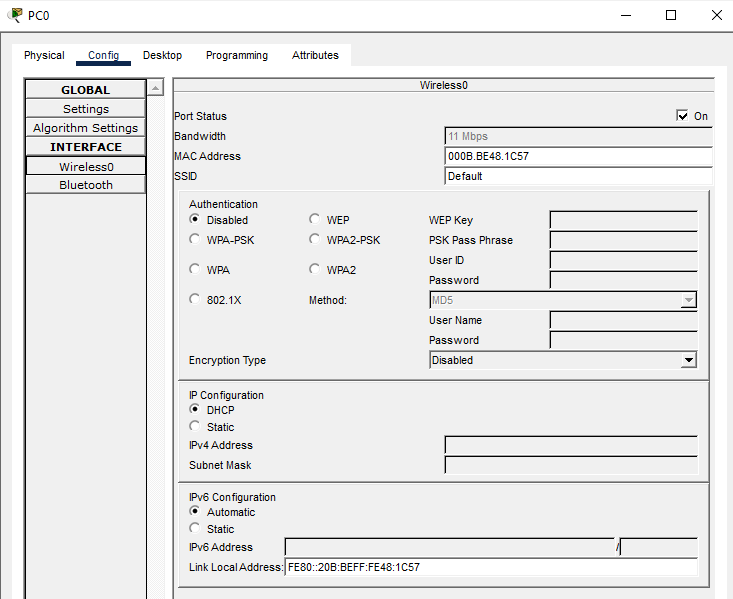 PC0
Physical Config Desktop Programming Attributes
GLOBAL
Settings
Algorithm Settings
INTERFACE
Wireless0
Bluetooth
Wireless0
Port Status On
Bandwidth 11 Mbps
MAC Address 000B.BE48.1C57
SSID Default
Authentication
Disabled WEP WEP Key
WPA-PSK WPA2-PSK PSK Pass Phrase
User ID
WPA WPA2
Password
802.1X Method: MD5
User Name
Password
Encryption Type Disabled
IP Configuration
DHCP
Static
IPv4 Address
Subnet Mask
IPv6 Configuration
Automatic
Static
IPv6 Address /
Link Local Address: FE80::20B:BEFF:FE48:1C57